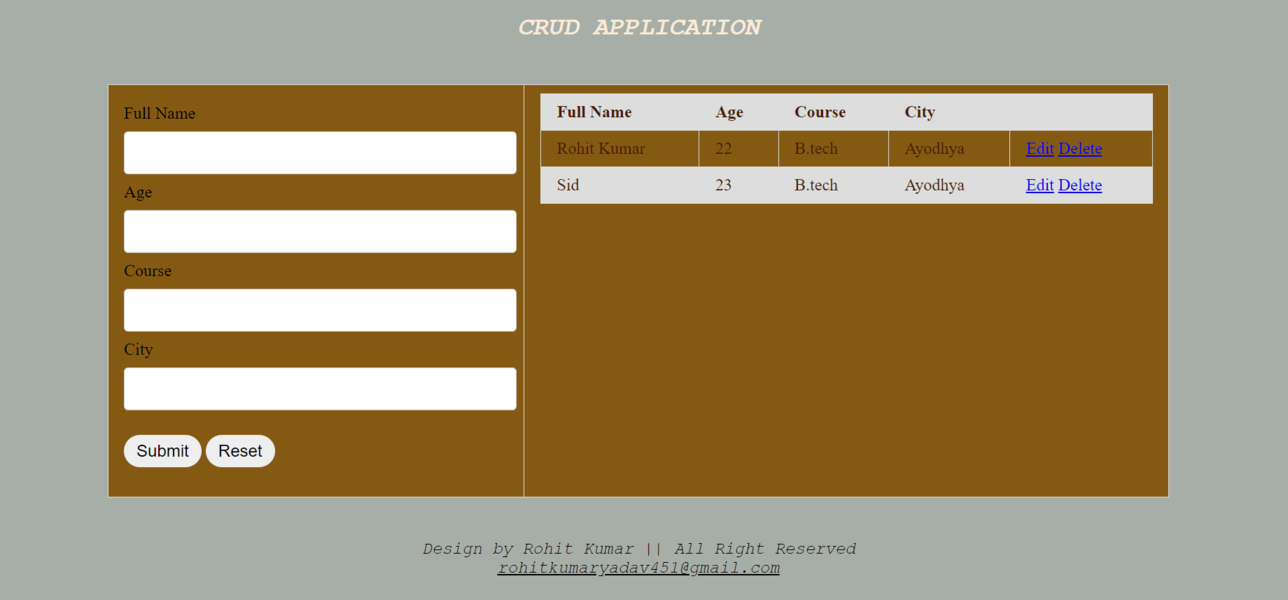 CRUD APPLICATION
Full Name
Age
Course
City
Submit Reset
Full Name Age Course City
Rohit Kumar 22 B.tech Ayodhya Edit Delete
Sid 23 B.tech Ayodhya Edit Delete
Design by Rohit Kumar || All Right Reserved
rohitkumaryadav451@gmail.com